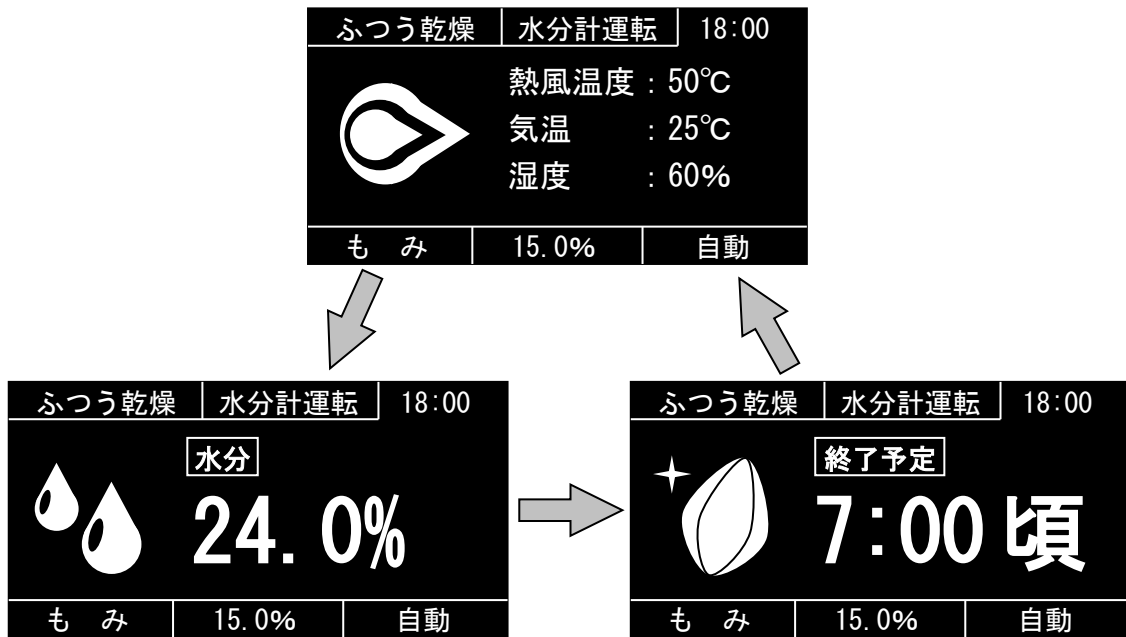 ふつう乾燥 水分計運転 18:00
熱風温度 : 50℃
気温 : 25℃
湿度 : 60%
も み 15.0% 自動
ふつう乾燥 水分計運転 18:00
水分
24.0%
も み 15.0% 自動
ふつう乾燥 水分計運転 18:00
終了予定
7:00 頃
も み 15.0% 自動